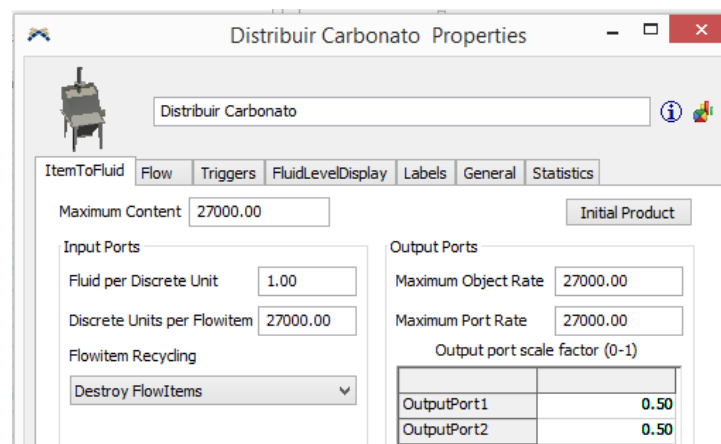 Distribuir Carbonato Properties
Distribuir Carbonato
ItemToFluid Flow Triggers FluidLevelDisplay Labels General Statistics
Maximum Content 27000.00 Initial Product
Input Ports
Fluid per Discrete Unit 1.00
Discrete Units per Flowitem 27000.00
Flowitem Recycling
Destroy FlowItems
Output Ports
Maximum Object Rate 27000.00
Maximum Port Rate 27000.00
Output port scale factor (0-1)
OutputPort1 0.50
OutputPort2 0.50